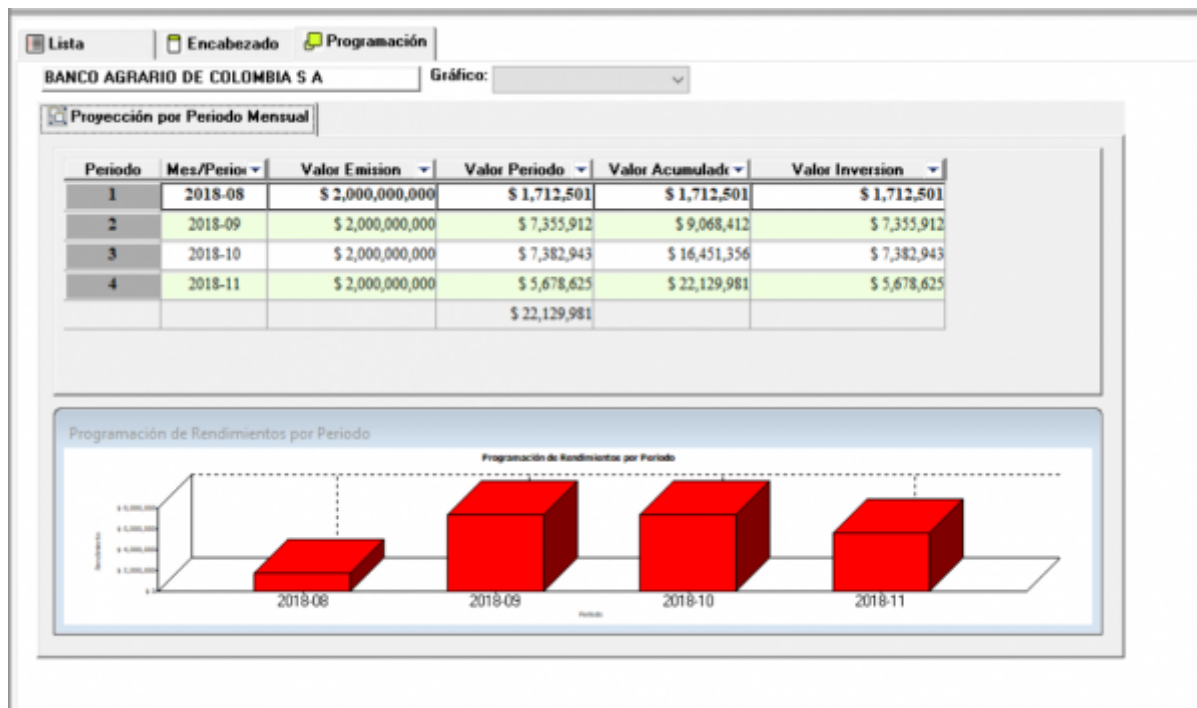 Lista Encabezado Programación
BANCO AGRARIO DE COLOMBIA S A Gráfico:
Proyección por Periodo Mensual
Periodo Mes/Perio Valor Emision Valor Periodo Valor Acumulad Valor Inversion
1 2018-08 $ 2,000,000,000 $ 1,712,501 $ 1,712,501 $ 1,712,501
2 2018-09 $ 2,000,000,000 $ 7,355,912 $ 9,068,412 $ 7,355,912
3 2018-10 $ 2,000,000,000 $ 7,382,943 $ 16,451,356 $ 7,382,943
4 2018-11 $ 2,000,000,000 $ 5,678,625 $ 22,129,981 $ 5,678,625
$ 22,129,981
Programación de Rendimientos por Periodo
Programación de Rendimientos por Periodo
Rendimientos
$ 0
2018-08 2018-09 2018-10 2018-11
Periodo